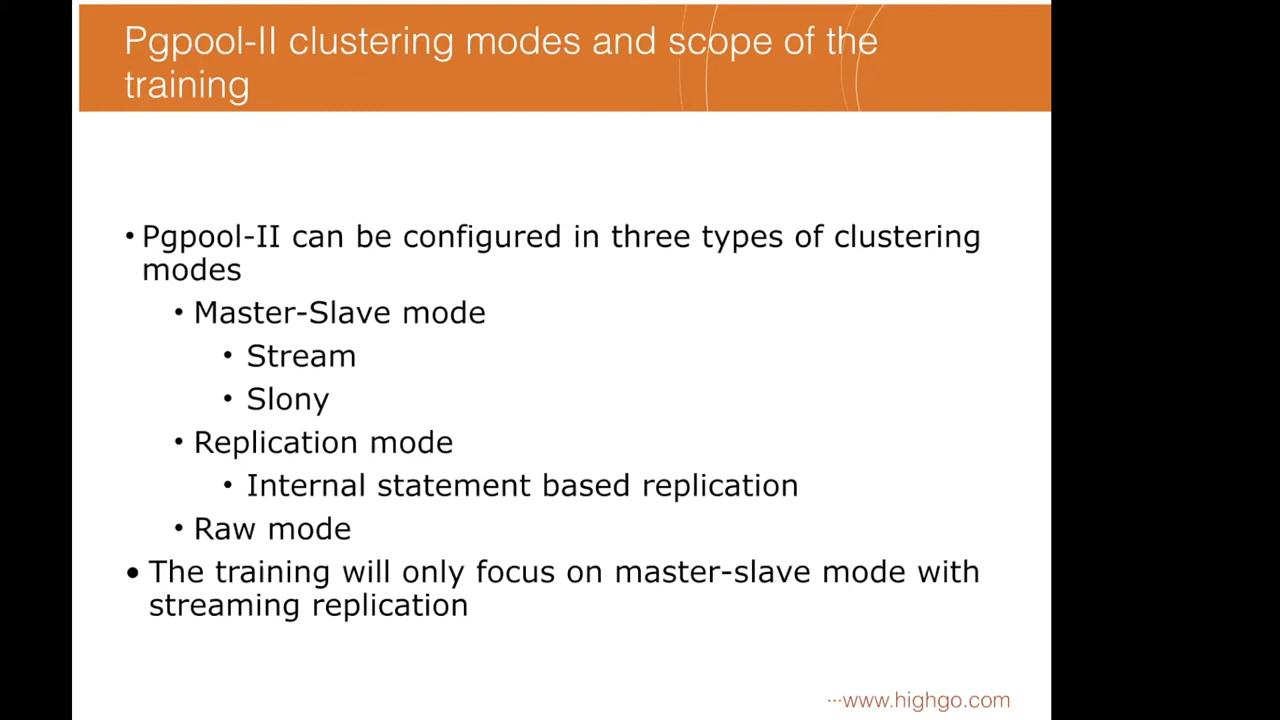 Pgpool-II clustering modes and scope of the
training
• Pgpool-II can be configured in three types of clustering
modes
• Master-Slave mode
• Stream
• Slony
• Replication mode
• Internal statement based replication
• Raw mode
• The training will only focus on master-slave mode with
streaming replication
···www.highgo.com